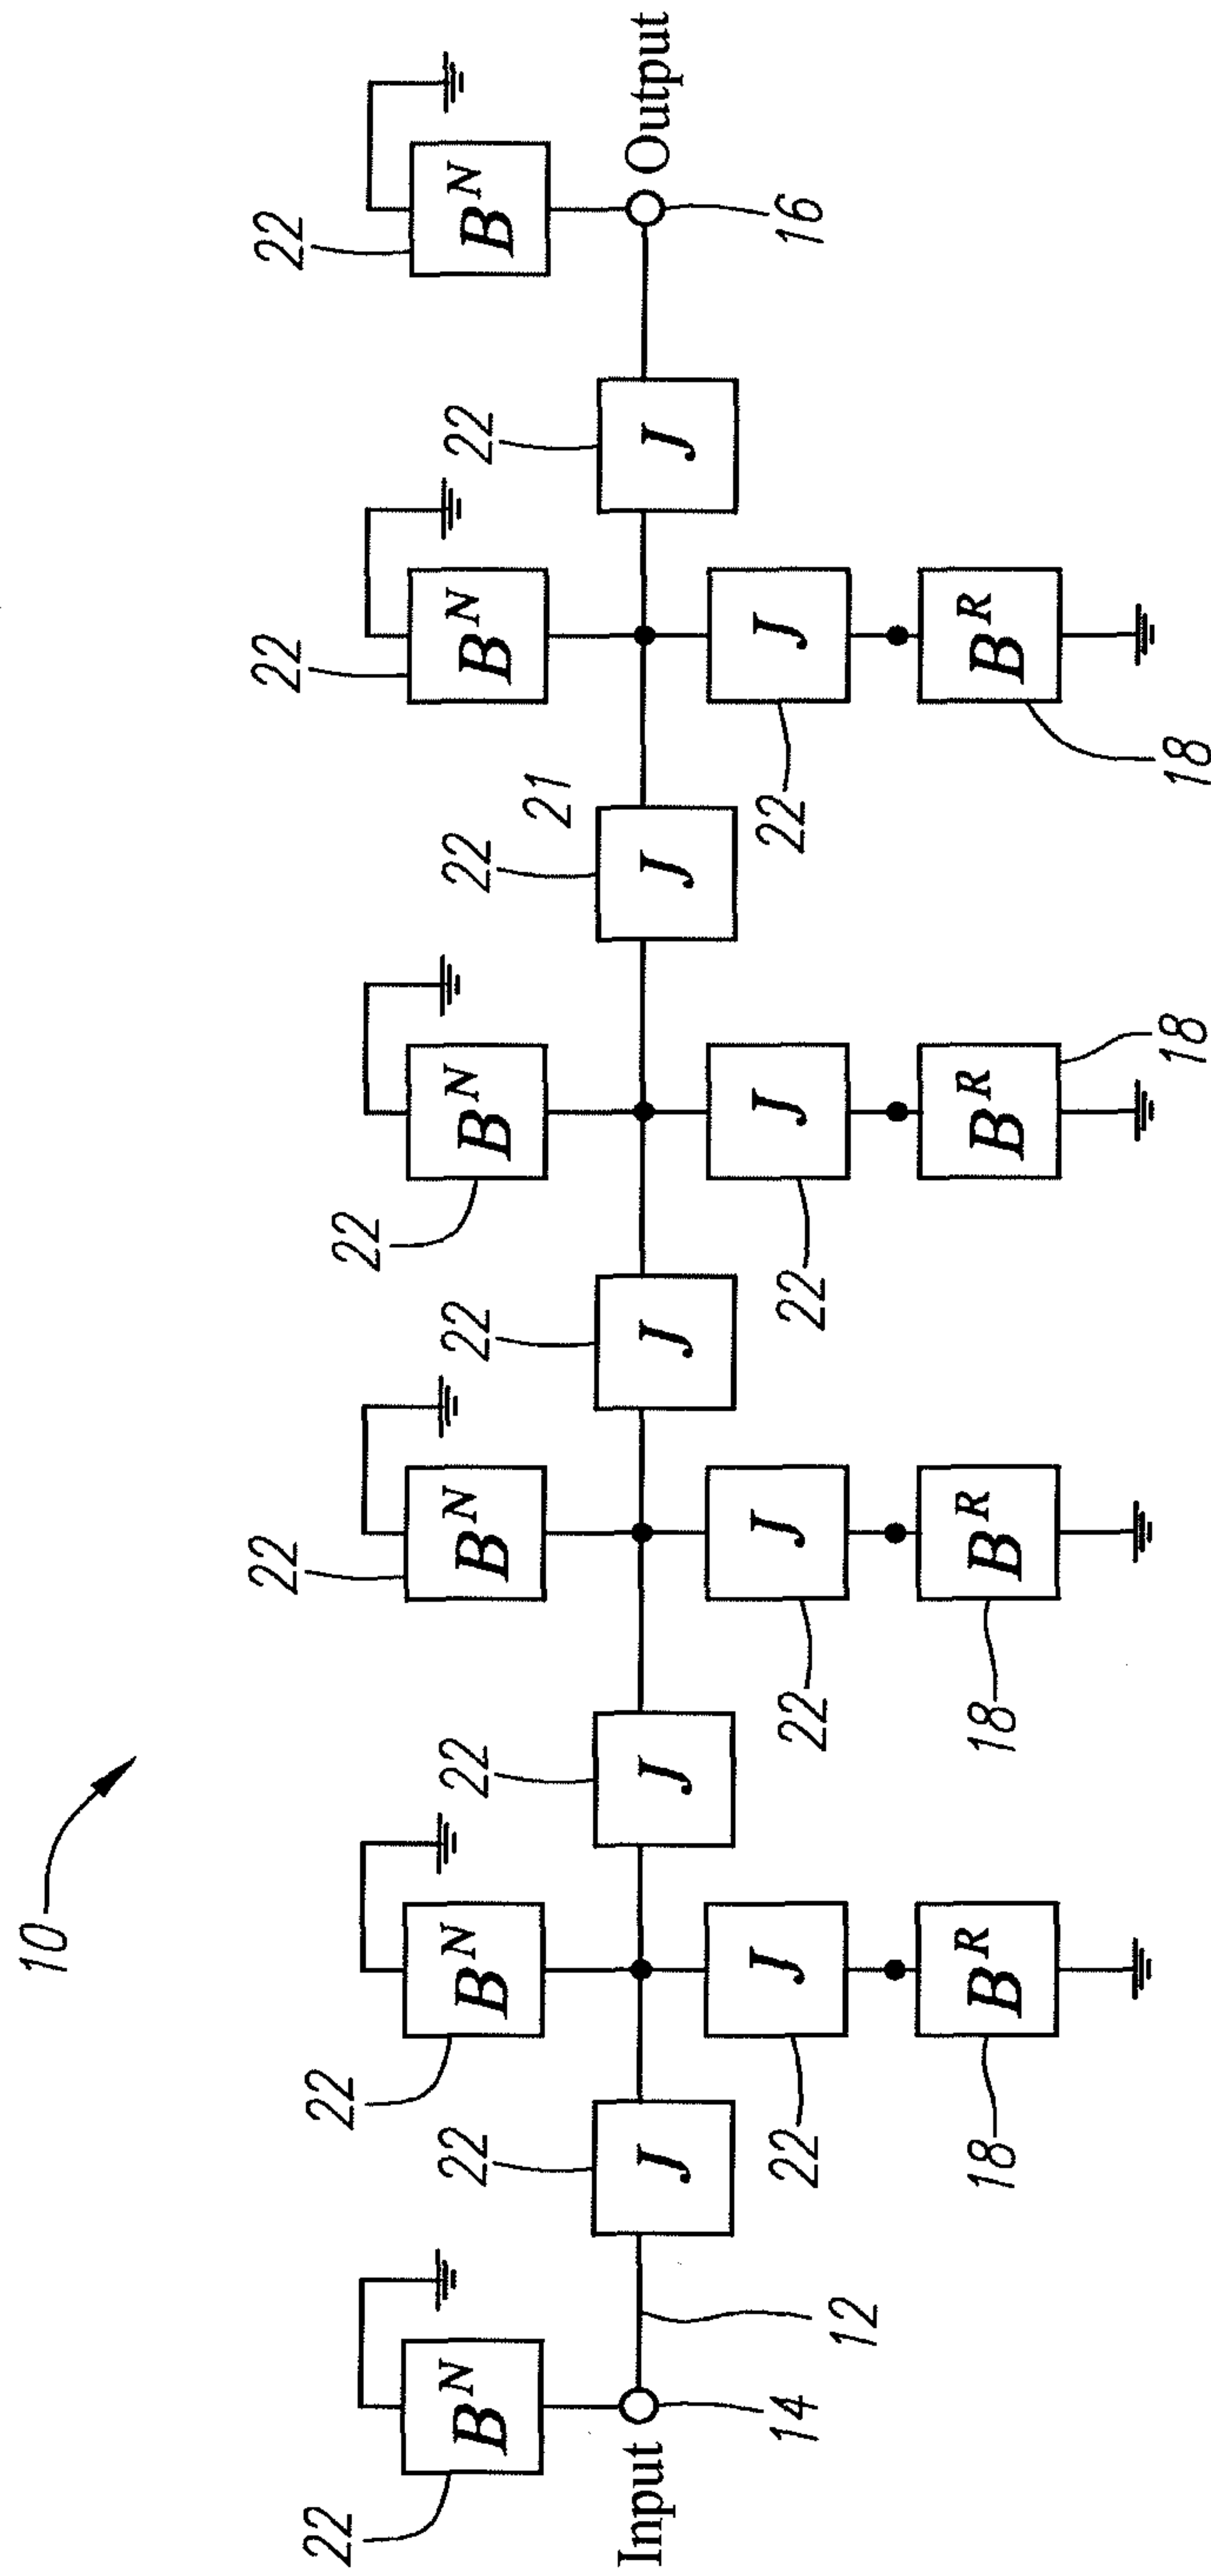 10
22 22 22 22 22 22
B^N B^N B^N B^N B^N B^N
22 22 22 22 22
21
Input J J J J J Output
14 12 16
J J J J
22 22 22 22
B^R B^R B^R B^R
18 18 18 18